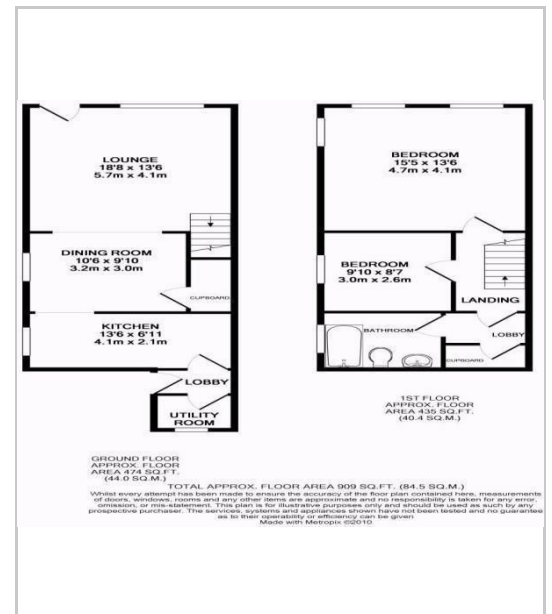 LOUNGE
18'8 x 13'6
5.7m x 4.1m
DINING ROOM
10'6 x 9'10
3.2m x 3.0m
CUPBOARD
KITCHEN
13'6 x 6'11
4.1m x 2.1m
LOBBY
UTILITY
ROOM
GROUND FLOOR
APPROX. FLOOR
AREA 474 SQ.FT.
(44.0 SQ.M.)
BEDROOM
15'5 x 13'6
4.7m x 4.1m
BEDROOM
9'10 x 8'7
3.0m x 2.6m
LANDING
BATHROOM
LOBBY
CUPBOARD
1ST FLOOR
APPROX. FLOOR
AREA 435 SQ.FT.
(40.4 SQ.M.)
TOTAL APPROX. FLOOR AREA 909 SQ.FT. (84.5 SQ.M.)
Whilst every attempt has been made to ensure the accuracy of the floor plan contained here, measurements
of doors, windows, rooms and any other items are approximate and no responsibility is taken for any error,
omission, or mis-statement. This plan is for illustrative purposes only and should be used as such by any
prospective purchaser. The services, systems and appliances shown have not been tested and no guarantee
as to their operability or efficiency can be given
Made with Metropix ©2010